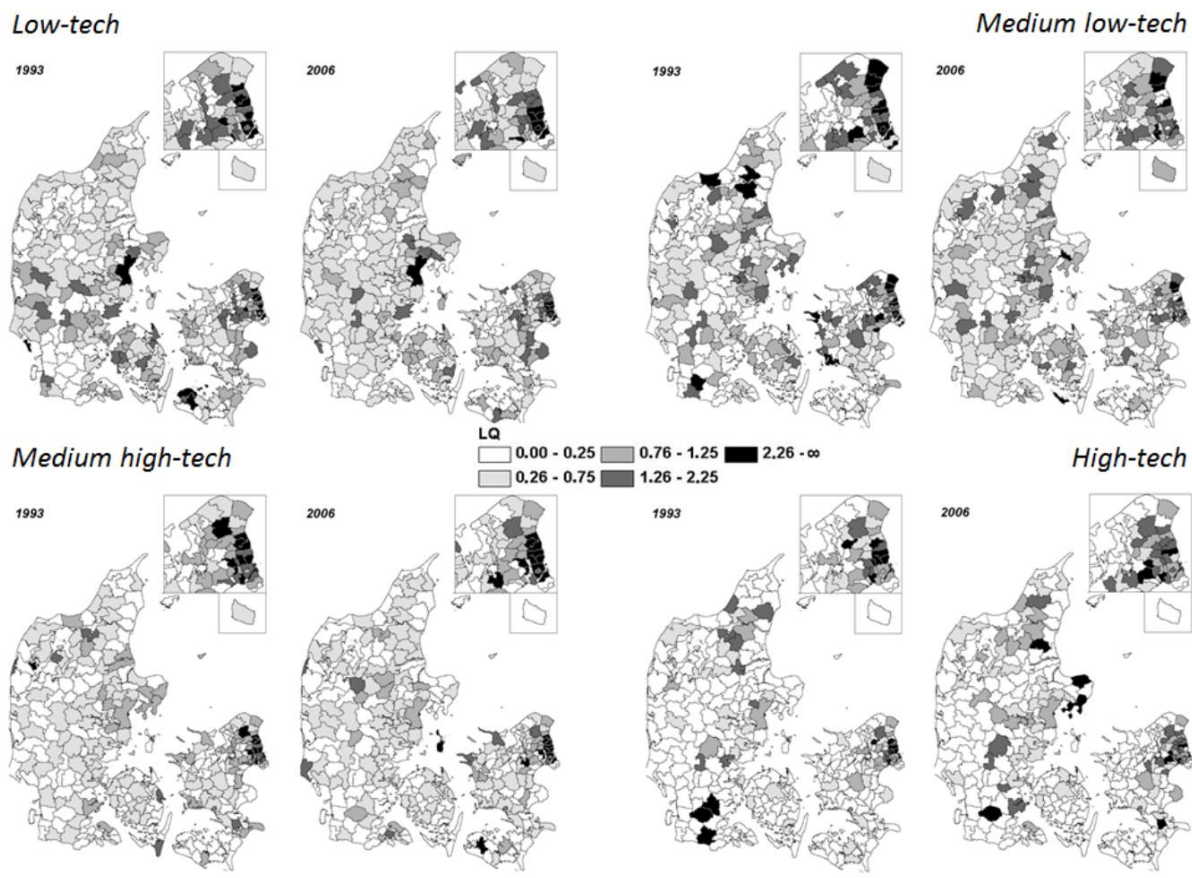 Low-tech
Medium low-tech
1993
2006
1993
2006
LQ
0.00 - 0.25
0.76 - 1.25
2.26 - ∞
0.26 - 0.75
1.26 - 2.25
Medium high-tech
High-tech
1993
2006
1993
2006